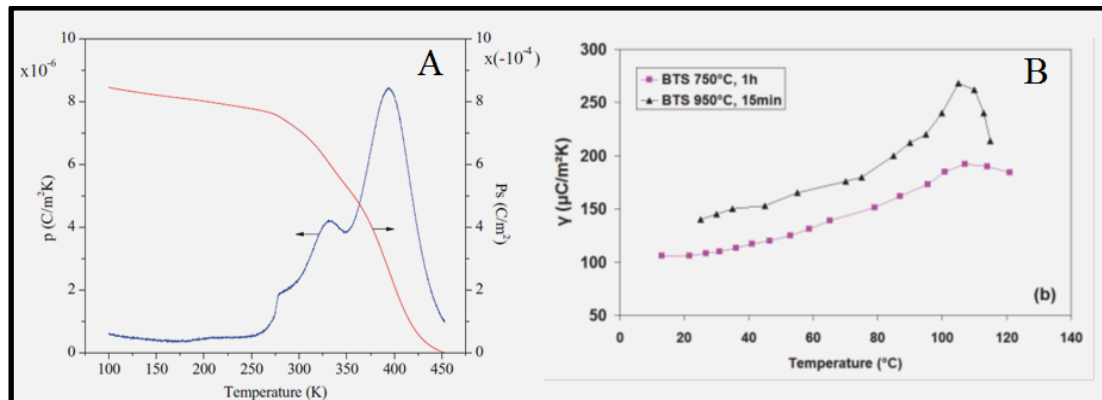 A
10
x10⁻⁶
8
6
4
2
0
p (C/m²K)
10
x(-10⁻⁴)
8
6
4
2
0
Ps (C/m²)
100 150 200 250 300 350 400 450
Temperature (K)
B
300
250
200
150
100
50
γ (μC/m²K)
BTS 750°C, 1h
BTS 950°C, 15min
(b)
0 20 40 60 80 100 120 140
Temperature (°C)